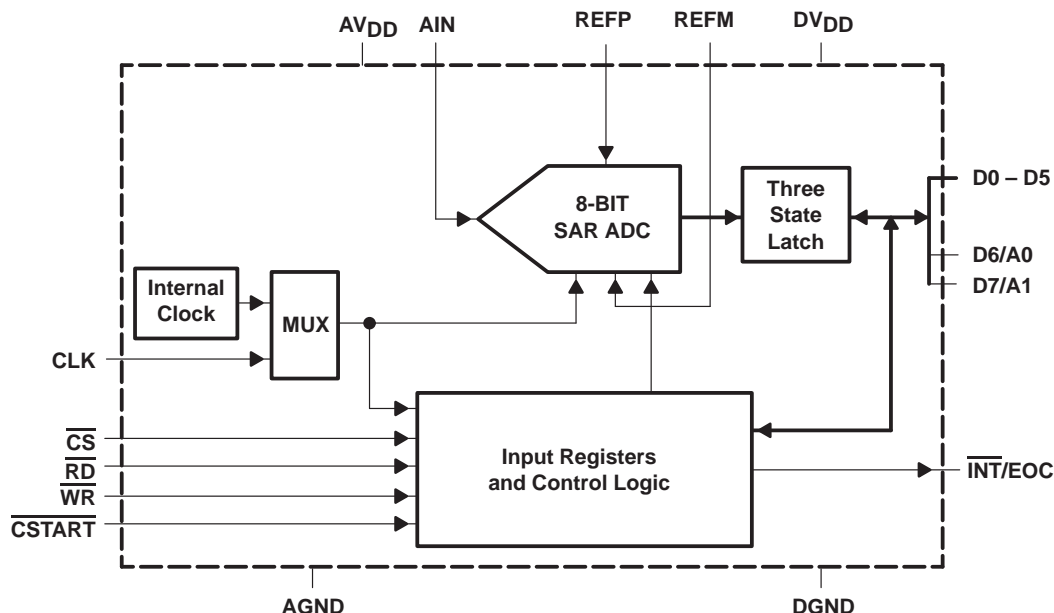 AVDD AIN REFP REFM DVDD
8-BIT
SAR ADC
Three
State
Latch
D0 – D5
D6/A0
D7/A1
Internal
Clock
MUX
CLK
CS
RD
WR
CSTART
Input Registers
and Control Logic
INT/EOC
AGND DGND